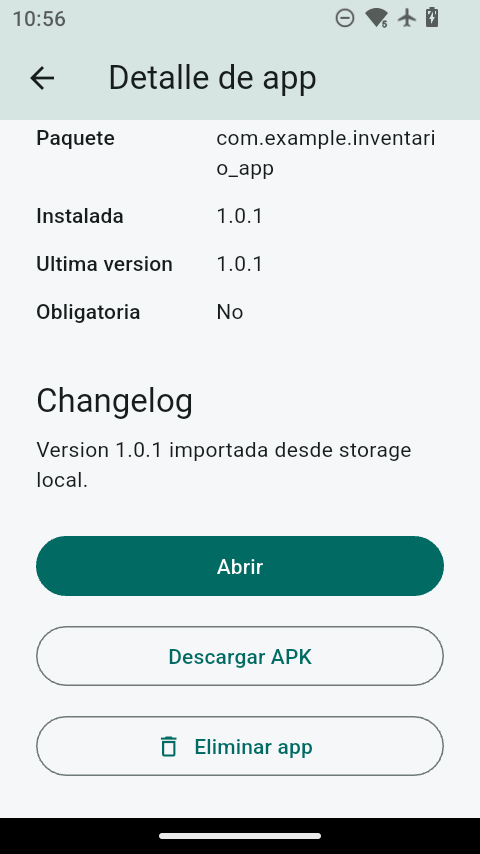 10:56
Detalle de app
Paquete com.example.inventari
o_app
Instalada 1.0.1
Ultima version 1.0.1
Obligatoria No
Changelog
Version 1.0.1 importada desde storage
local.
Abrir
Descargar APK
Eliminar app